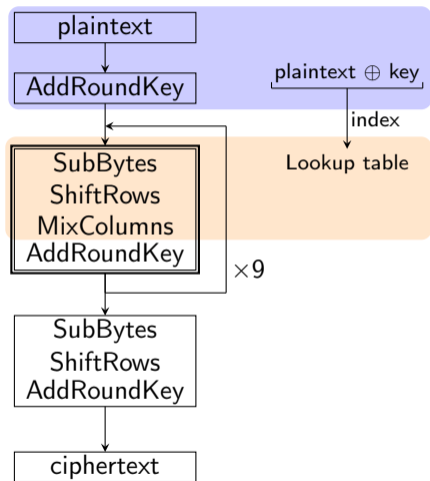 plaintext
AddRoundKey
plaintext ⊕ key
index
Lookup table
SubBytes
ShiftRows
MixColumns
AddRoundKey
×9
SubBytes
ShiftRows
AddRoundKey
ciphertext